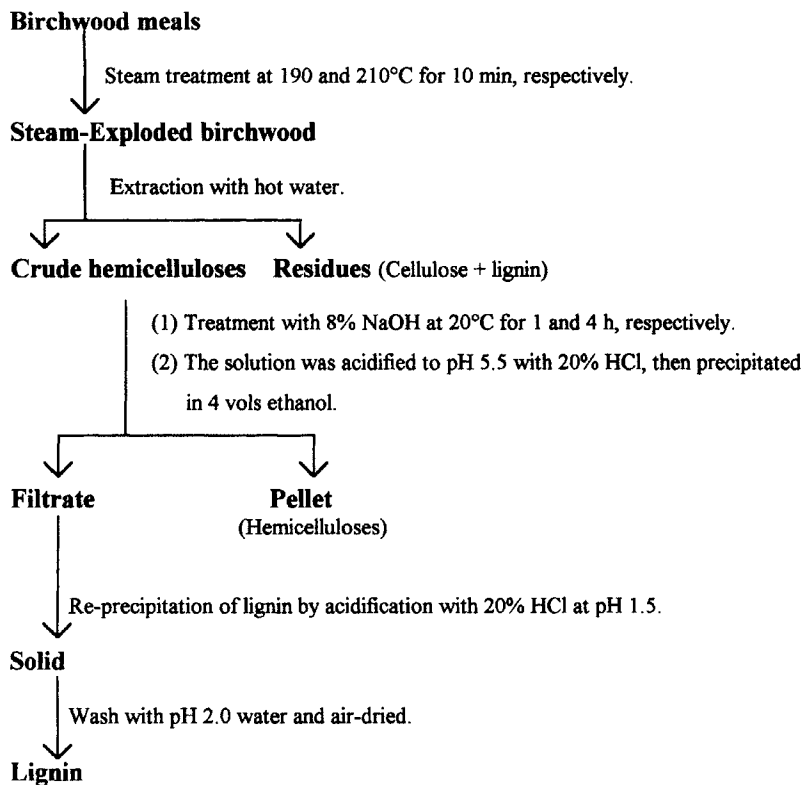 Birchwood meals
Steam treatment at 190 and 210°C for 10 min, respectively.
Steam-Exploded birchwood
Extraction with hot water.
Crude hemicelluloses Residues (Cellulose + lignin)
(1) Treatment with 8% NaOH at 20°C for 1 and 4 h, respectively.
(2) The solution was acidified to pH 5.5 with 20% HCl, then precipitated
in 4 vols ethanol.
Filtrate Pellet
(Hemicelluloses)
Re-precipitation of lignin by acidification with 20% HCl at pH 1.5.
Solid
Wash with pH 2.0 water and air-dried.
Lignin